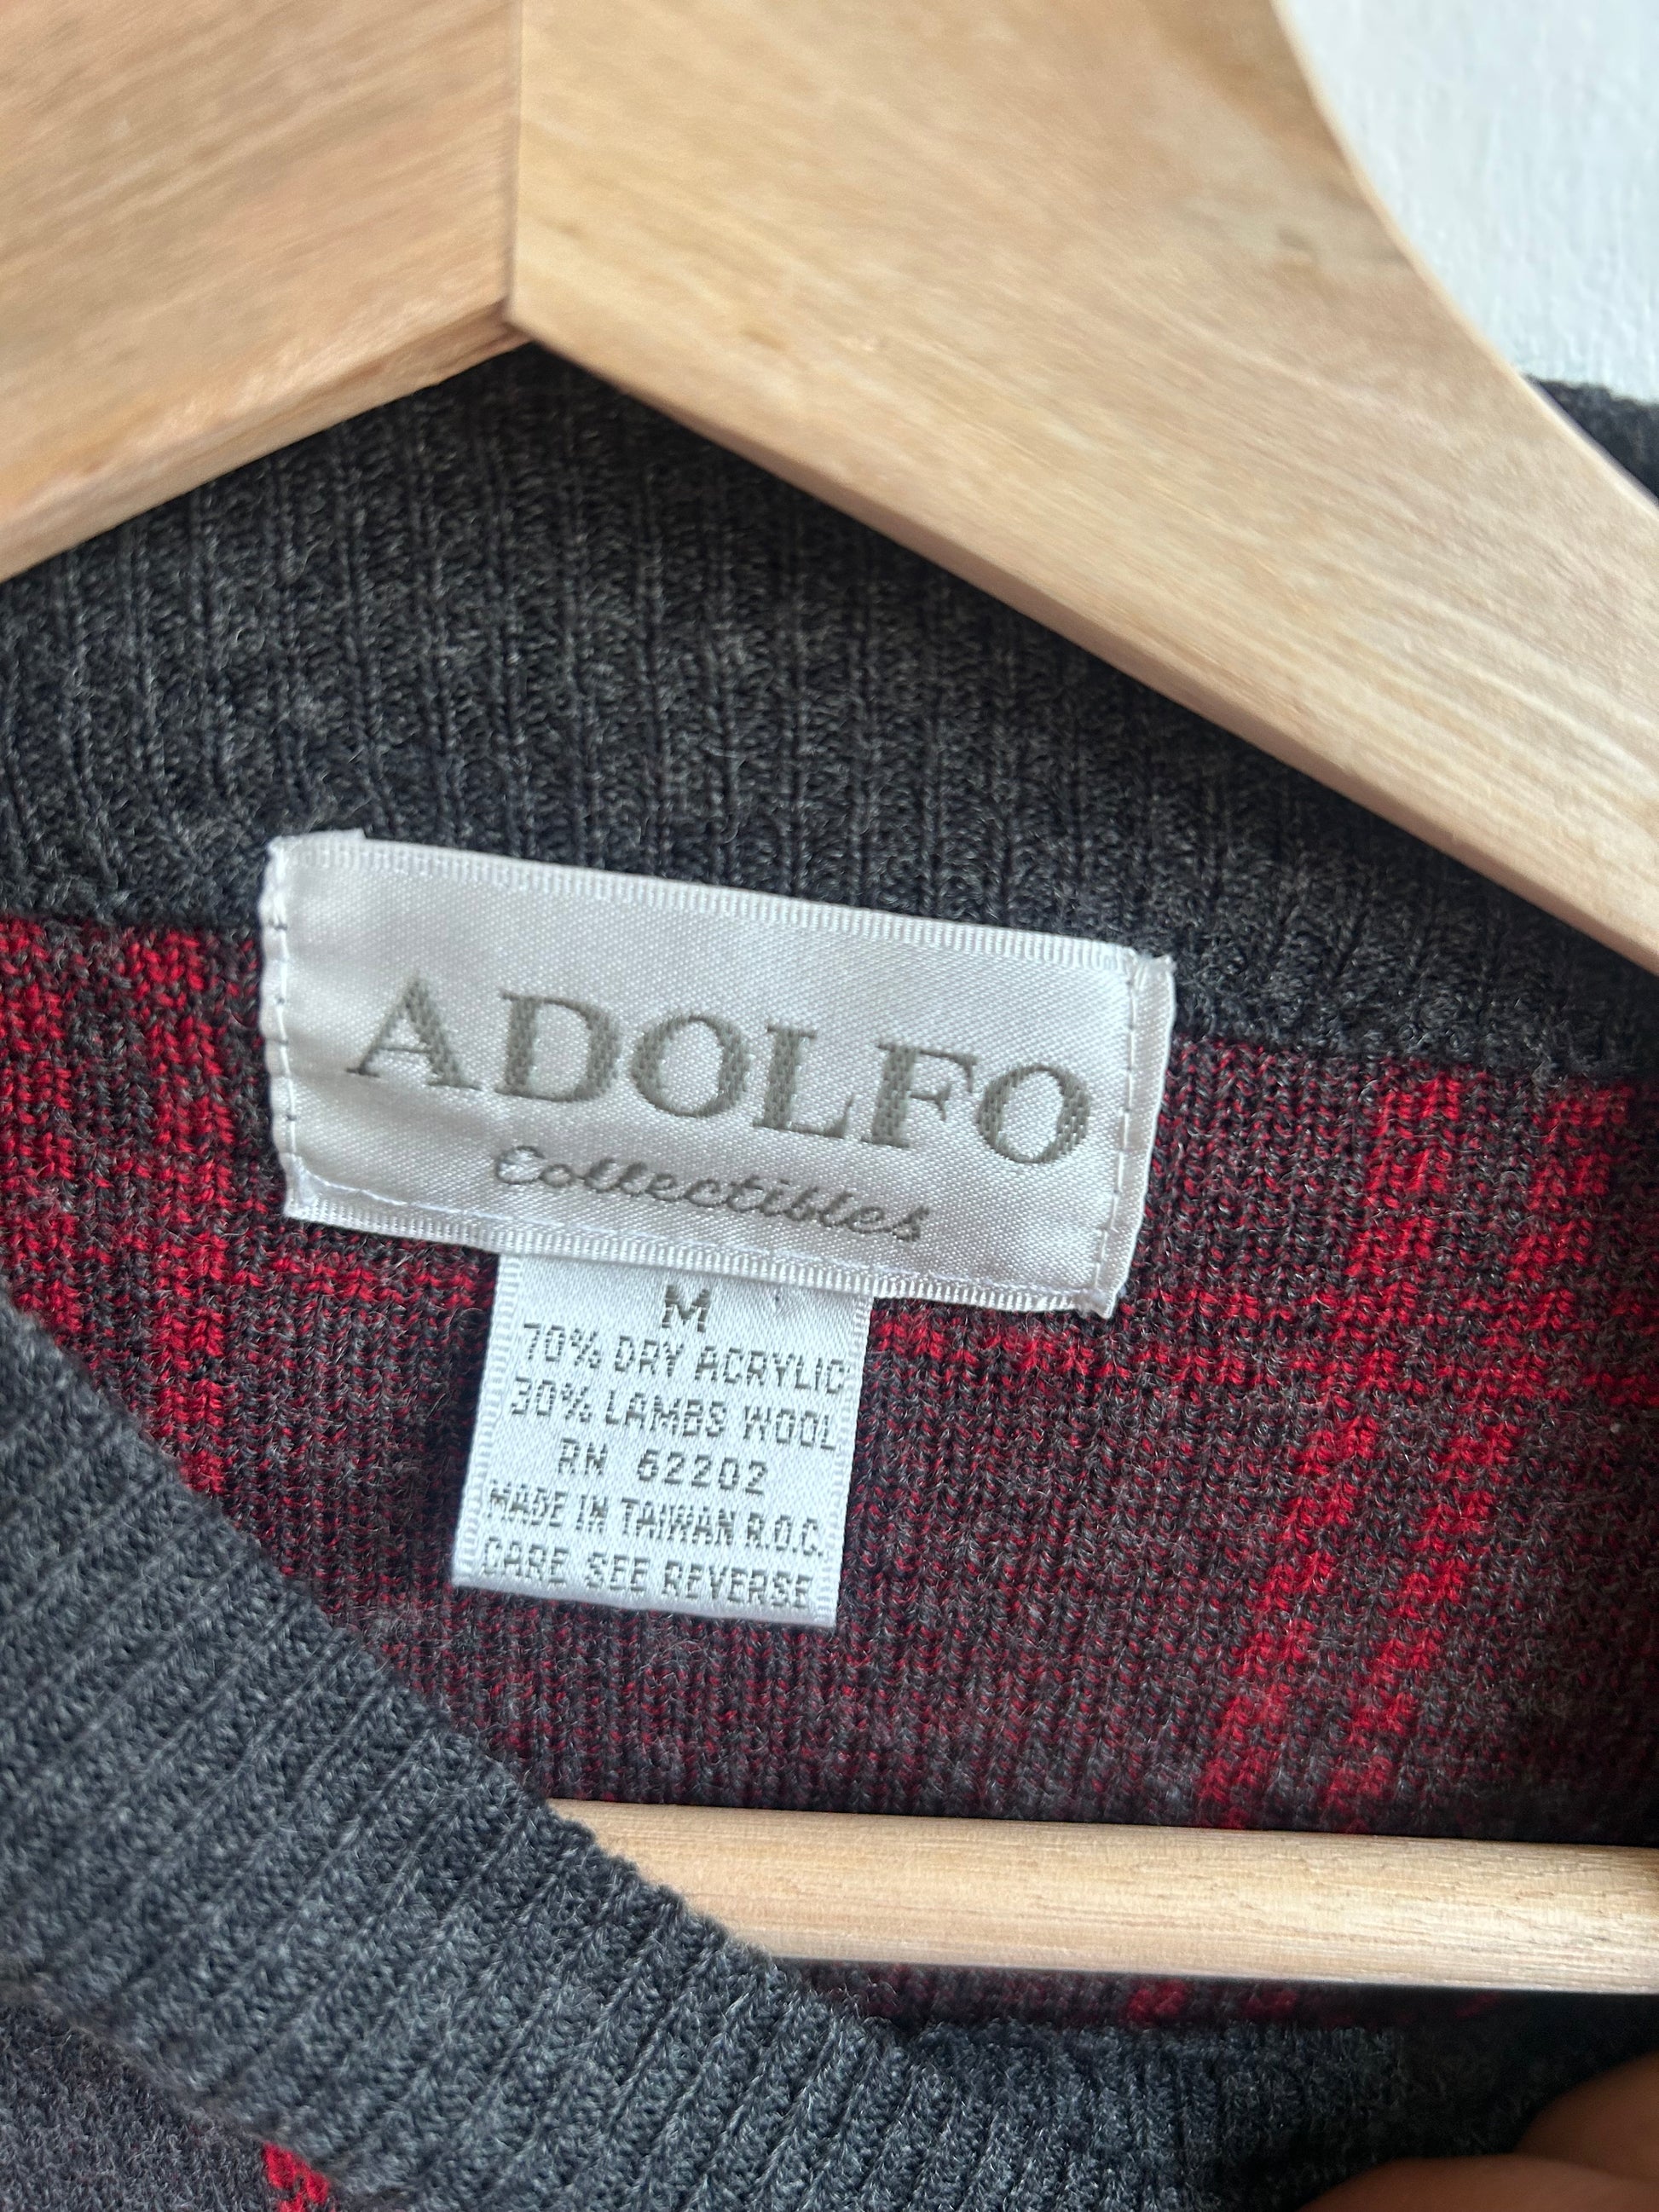 ADOLFO
Collectibles
M
70% DRY ACRYLIC
30% LAMBS WOOL
RN 62202
MADE IN TAIWAN R.O.C.
CARE SEE REVERSE